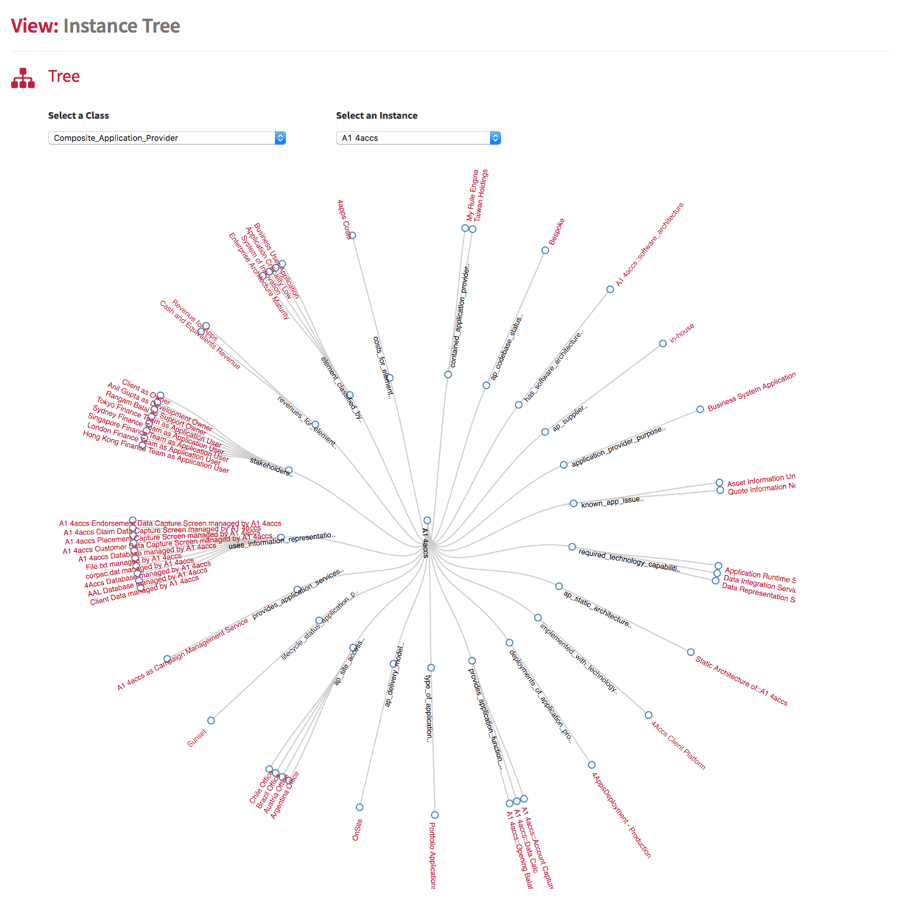 View: Instance Tree
Tree
Select a Class
Select an Instance
Composite_Application_Provider
A1 4accs
My Rule Engine
Taiwan Holdings
contained_application_provider..
Bespoke
ap_codebase_status..
A1 4accs::software_architecture
has_software_architecture..
in-house
ap_supplier..
Business System Application
application_provider_purpose..
Asset Information Un
Quote Information No
known_app_issue..
Application Runtime S
Data Integration Servic
Data Representation S
required_technology_capabiliti..
Static Architecture of::A1 4accs
ap_static_architecture..
4Accs Client Platform
implemented_with_technology..
4AppsDeployment - Production
deployments_of_application_pro..
A1 4accs::Account Captur
A1 4accs::Data Calc
A1 4accs::Opening Balar
provides_application_function_..
Portfolio Application
type_of_application..
OnSite
ap_delivery_model..
Chile Office
Brazil Office
Austria Office
Argentina Office
ap_site_access..
Sunset
lifecycle_status_application_p..
A1 4accs as Campaign Management Service
provides_application_services..
A1 4accs Endorsement Data Capture Screen managed by A1 4accs
A1 4accs Claim Data Capture Screen managed by A1 4accs
A1 4accs Placement Capture Screen managed by A1 4accs
A1 4accs Customer Data Capture Screen managed by A1 4accs
A1 4accs Database managed by A1 4accs
File.txt managed by A1 4accs
corpac.dat managed by A1 4accs
4Accs Database managed by A1 4accs
AAL Database managed by A1 4accs
Client Data managed by A1 4accs
uses_information_representatio..
Client as Owner
Anil Gupta as Development Owner
Rangam Balaji as Support Owner
Tokyo Finance Team as Application User
Sydney Finance Team as Application User
Singapore Finance Team as Application User
London Finance Team as Application User
Hong Kong Finance Team as Application User
stakeholders..
Revenue for Apps
Cash and Equivalents Revenue
revenues_for_element..
Business Use Application
Application Criticality Low
System of Innovation
Enterprise Architecture Maturity
element_classified_by..
4apps Costs
costs_for_element..
A1 4accs